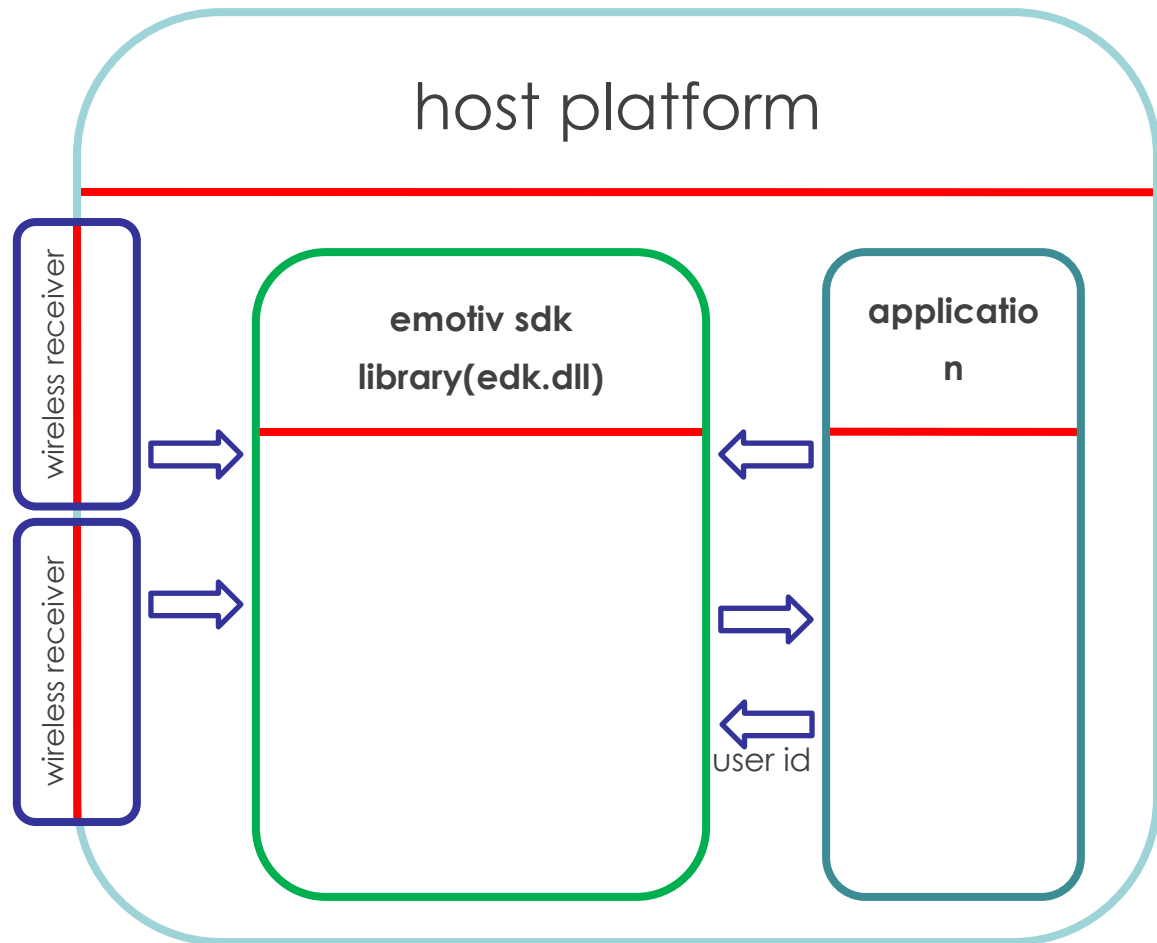 host platform
wireless receiver
emotiv sdk
library(edk.dll)
applicatio
n
wireless receiver
user id